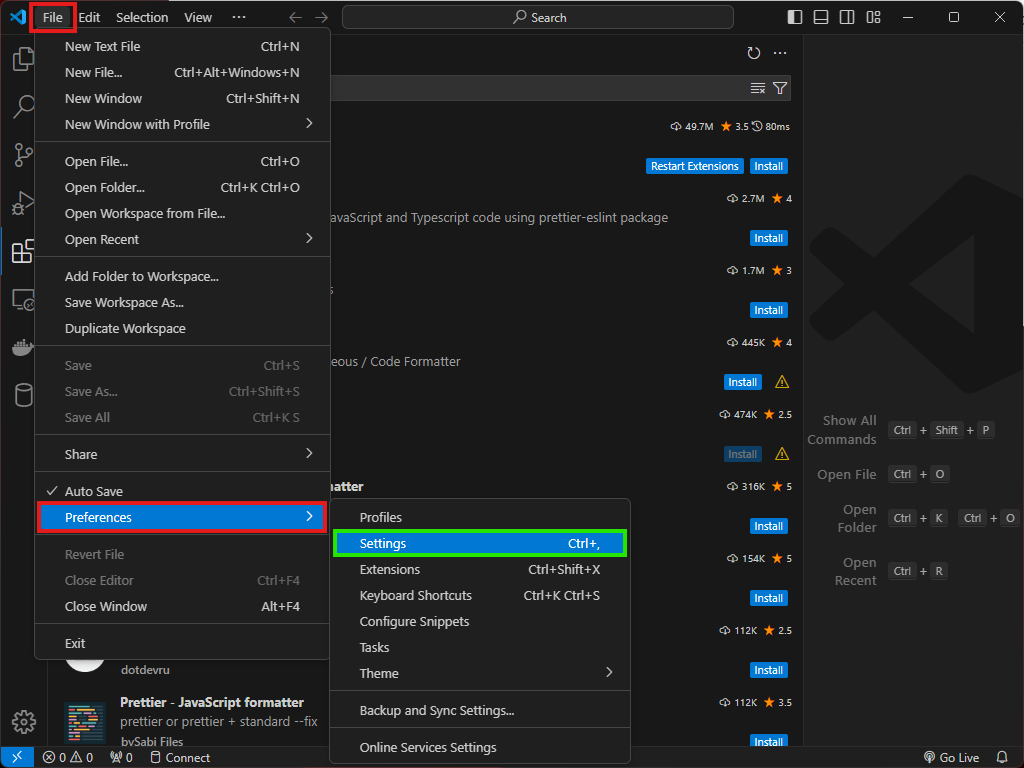 File Edit Selection View ··· Search
New Text File Ctrl+N
New File... Ctrl+Alt+Windows+N
New Window Ctrl+Shift+N
New Window with Profile
Open File... Ctrl+O
Open Folder... Ctrl+K Ctrl+O
Open Workspace from File...
Open Recent
Add Folder to Workspace...
Save Workspace As...
Duplicate Workspace
Save Ctrl+S
Save As... Ctrl+Shift+S
Save All Ctrl+K S
Share
Auto Save
Preferences
Revert File
Close Editor Ctrl+F4
Close Window Alt+F4
Exit
Profiles
Settings Ctrl+,
Extensions Ctrl+Shift+X
Keyboard Shortcuts Ctrl+K Ctrl+S
Configure Snippets
Tasks
Theme
Backup and Sync Settings...
Online Services Settings
49.7M 3.5 80ms
Restart Extensions Install
2.7M 4
avaScript and Typescript code using prettier-eslint package
Install
1.7M 3
s
Install
445K 4
eous / Code Formatter
Install
474K 2.5
Install
316K 5
atter
Install
154K 5
Install
112K 2.5
dotdevru
Install
112K 3.5
Prettier - JavaScript formatter
prettier or prettier + standard --fix
bySabi Files
Install
Show All
Commands Ctrl + Shift + P
Open File Ctrl + O
Open
Folder Ctrl + K Ctrl + O
Open
Recent Ctrl + R
0 0 0 Connect Go Live